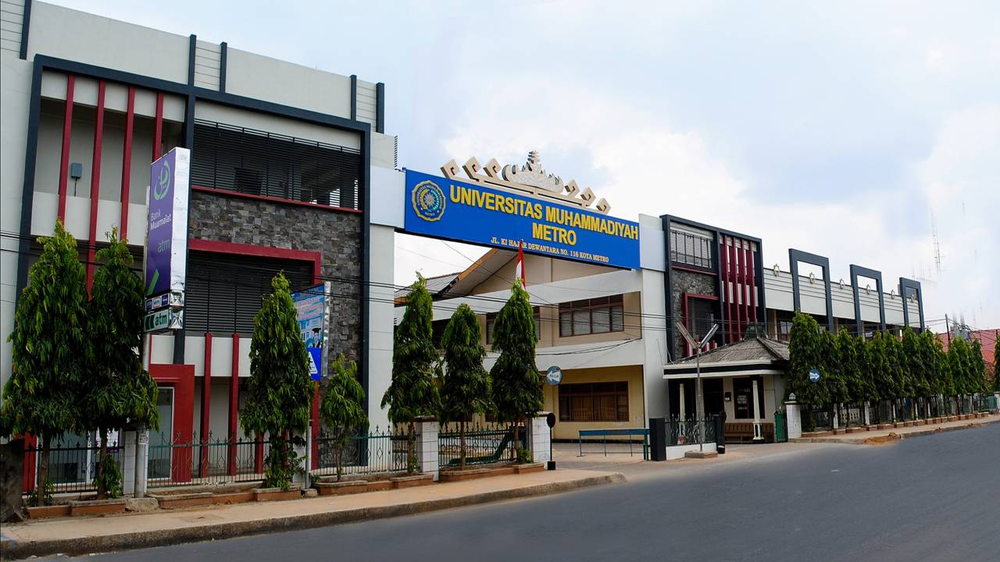 UNIVERSITAS MUHAMMADIYAH
METRO
JL. KI HAJAR DEWANTARA NO. 116 KOTA METRO
Bank
Muamalat
atm
atm